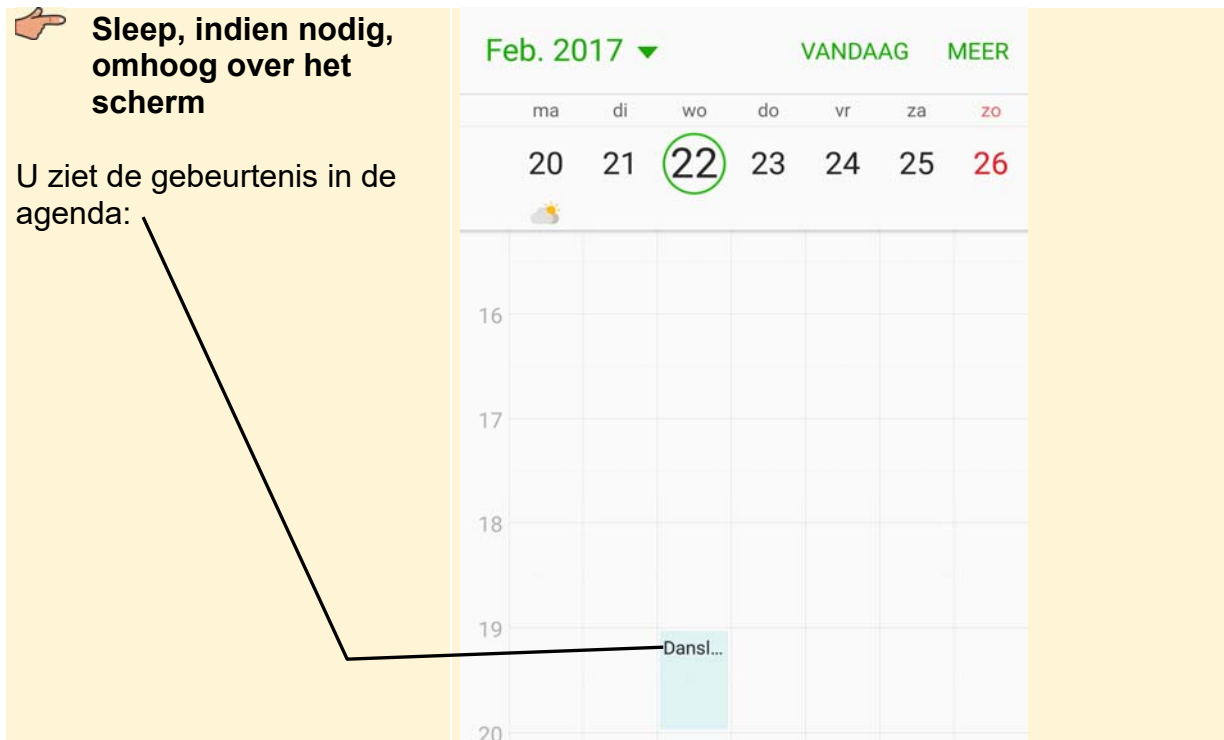 Sleep, indien nodig,
omhoog over het
scherm
U ziet de gebeurtenis in de
agenda:
Feb. 2017 VANDAAG MEER
ma di wo do vr za zo
20 21 22 23 24 25 26
16
17
18
19
Dansl...
20